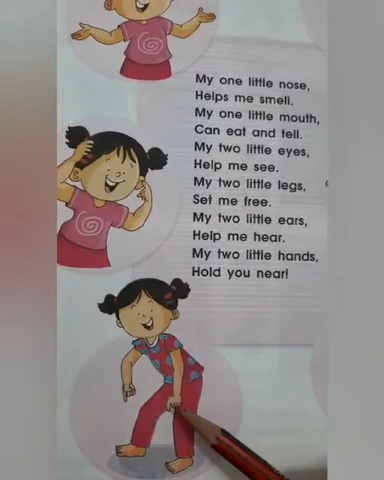 My one little nose,
Helps me smell.
My one little mouth,
Can eat and tell.
My two little eyes,
Help me see.
My two little legs,
Set me free.
My two little ears,
Help me hear.
My two little hands,
Hold you near!